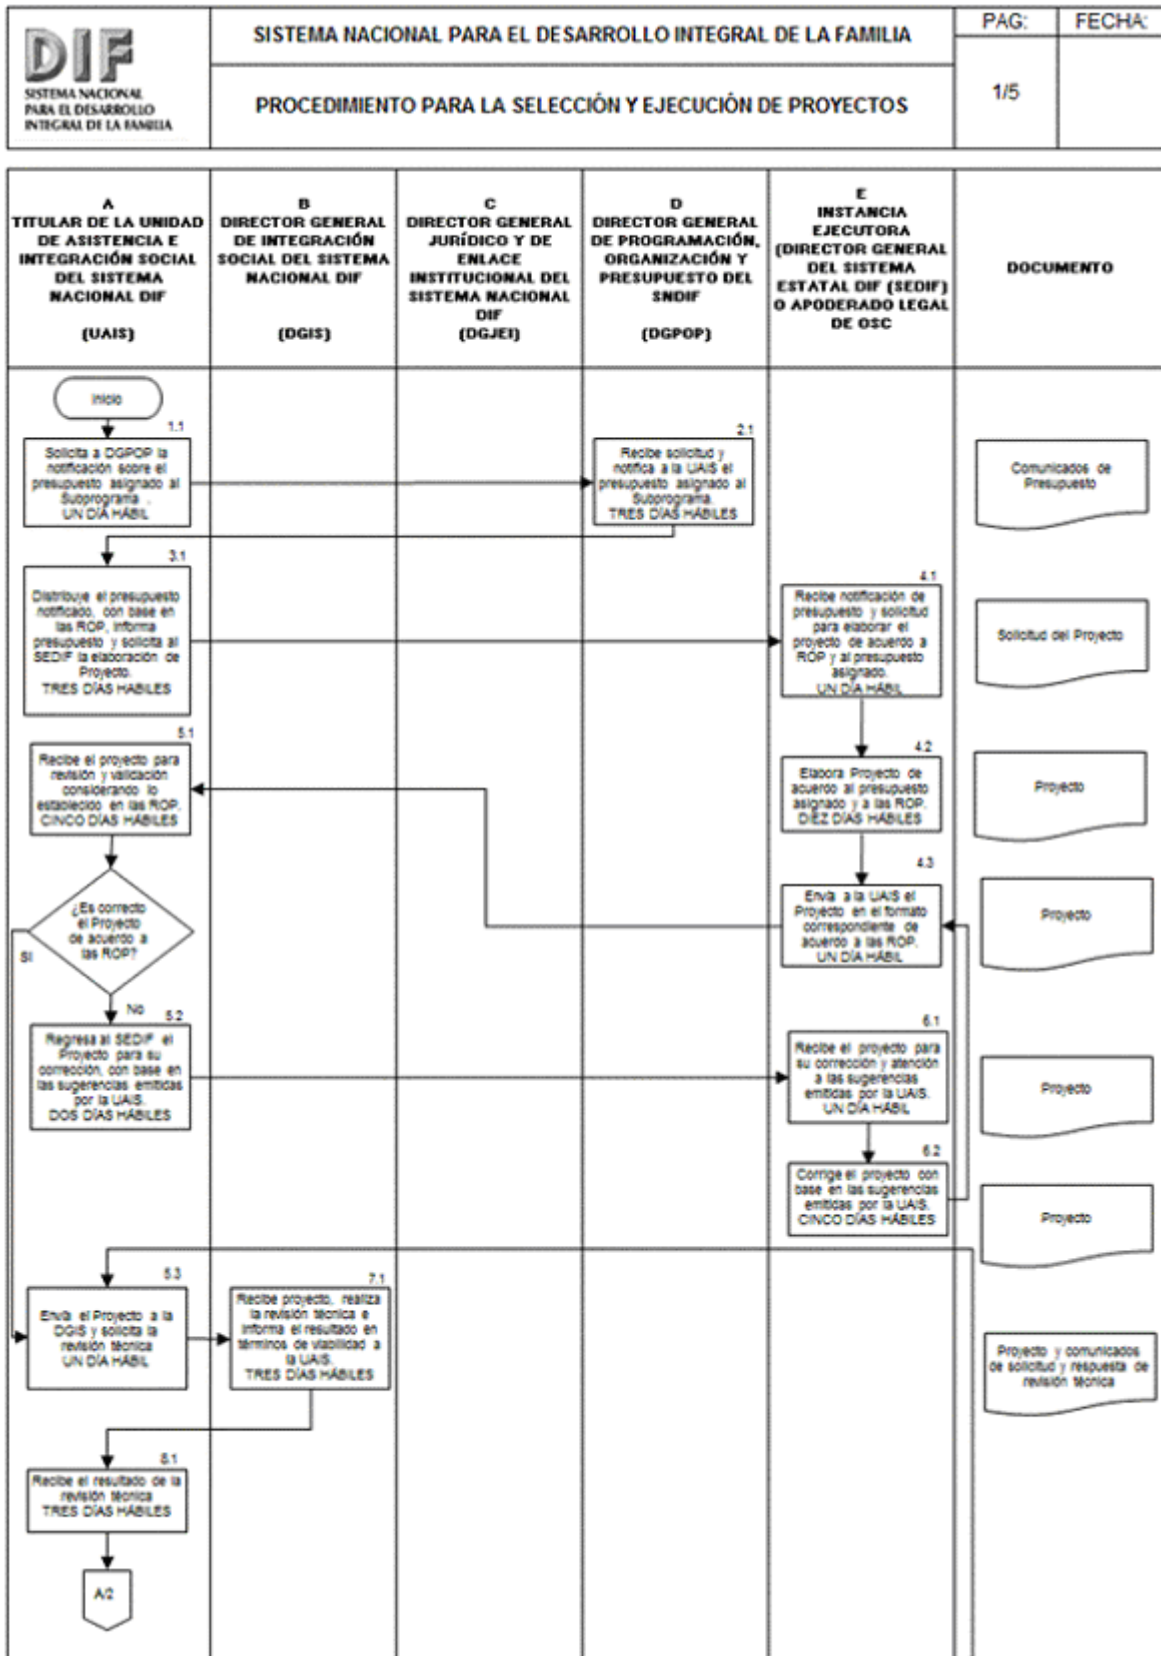 DIF
SISTEMA NACIONAL
PARA EL DESARROLLO
INTEGRAL DE LA FAMILIA
SISTEMA NACIONAL PARA EL DESARROLLO INTEGRAL DE LA FAMILIA
PROCEDIMIENTO PARA LA SELECCIÓN Y EJECUCIÓN DE PROYECTOS
PAG:
FECHA:
1/5
A
TITULAR DE LA UNIDAD
DE ASISTENCIA E
INTEGRACIÓN SOCIAL
DEL SISTEMA
NACIONAL DIF
(UAIS)
B
DIRECTOR GENERAL
DE INTEGRACIÓN
SOCIAL DEL SISTEMA
NACIONAL DIF
(DGIS)
C
DIRECTOR GENERAL
JURÍDICO Y DE
ENLACE
INSTITUCIONAL DEL
SISTEMA NACIONAL
DIF
(DGJEI)
D
DIRECTOR GENERAL
DE PROGRAMACIÓN,
ORGANIZACIÓN Y
PRESUPUESTO DEL
SNDIF
(DGPOP)
E
INSTANCIA
EJECUTORA
(DIRECTOR GENERAL
DEL SISTEMA
ESTATAL DIF (SEDIF)
O APODERADO LEGAL
DE OSC
DOCUMENTO
Inicio
1.1
Solicita a DGPOP la
notificación sobre el
presupuesto asignado al
Subprograma .
UN DÍA HÁBIL
2.1
Recibe solicitud y
notifica a la UAIS el
presupuesto asignado al
Subprograma.
TRES DÍAS HÁBILES
Comunicados de
Presupuesto
3.1
Distribuye el presupuesto
notificado, con base en
las ROP, informa
presupuesto y solicita al
SEDIF la elaboración de
Proyecto.
TRES DÍAS HÁBILES
4.1
Recibe notificación de
presupuesto y solicitud
para elaborar el
proyecto de acuerdo a
ROP y al presupuesto
asignado.
UN DÍA HÁBIL
Solicitud del Proyecto
5.1
Recibe el proyecto para
revisión y validación
considerando lo
establecido en las ROP.
CINCO DÍAS HÁBILES
4.2
Elabora Proyecto de
acuerdo al presupuesto
asignado y a las ROP.
DIEZ DÍAS HÁBILES
Proyecto
¿Es correcto
el Proyecto
de acuerdo a
las ROP?
SI
No
4.3
Envía a la UAIS el
Proyecto en el formato
correspondiente de
acuerdo a las ROP.
UN DÍA HÁBIL
Proyecto
5.2
Regresa al SEDIF el
Proyecto para su
corrección, con base en
las sugerencias emitidas
por la UAIS.
DOS DÍAS HÁBILES
6.1
Recibe el proyecto para
su corrección y atención
a las sugerencias
emitidas por la UAIS.
UN DÍA HÁBIL
Proyecto
6.2
Corrige el proyecto con
base en las sugerencias
emitidas por la UAIS.
CINCO DÍAS HÁBILES
Proyecto
5.3
Envía el Proyecto a la
DGIS y solicita la
revisión técnica
UN DÍA HÁBIL
7.1
Recibe proyecto, realiza
la revisión técnica e
informa el resultado en
términos de viabilidad a
la UAIS.
TRES DÍAS HÁBILES
Proyecto y comunicados
de solicitud y respuesta de
revisión técnica
8.1
Recibe el resultado de la
revisión técnica
TRES DÍAS HÁBILES
A/2